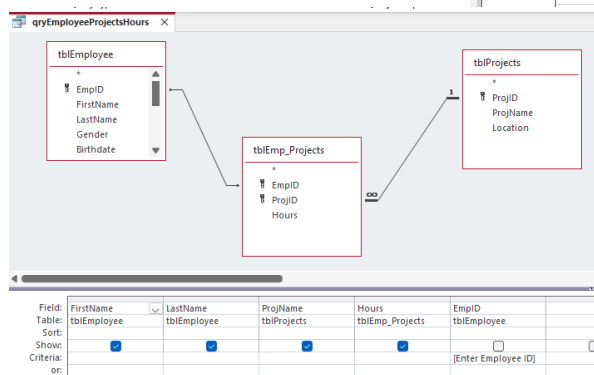 qryEmployeeProjectsHours
tblEmployee
*
EmpID
FirstName
LastName
Gender
Birthdate
tblProjects
*
ProjID
ProjName
Location
1
tblEmp_Projects
*
EmpID
ProjID
Hours
∞
Field: FirstName LastName ProjName Hours EmpID
Table: tblEmployee tblEmployee tblProjects tblEmp_Projects tblEmployee
Sort:
Show:
Criteria: [Enter Employee ID]
or: